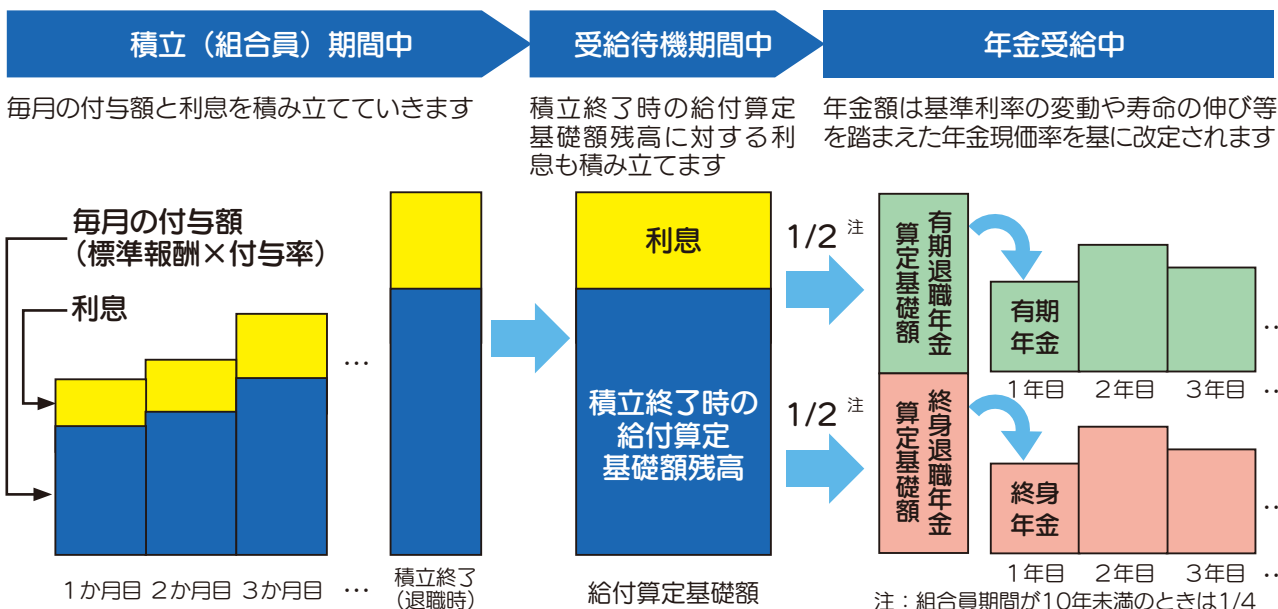 積立（組合員）期間中
受給待機期間中
年金受給中
毎月の付与額と利息を積み立てていきます
積立終了時の給付算定
基礎額残高に対する利
息も積み立てます
年金額は基準利率の変動や寿命の伸び等
を踏まえた年金現価率を基に改定されます
毎月の付与額
（標準報酬×付与率）
利息
…
1か月目 2か月目 3か月目 …
積立終了
（退職時）
利息
積立終了時の
給付算定
基礎額残高
給付算定基礎額
1/2 注
1/2 注
有期退職年金
算定基礎額
終身退職年金
算定基礎額
有期
年金
1年目 2年目 3年目 …
終身
年金
1年目 2年目 3年目 …
注：組合員期間が10年未満のときは1/4